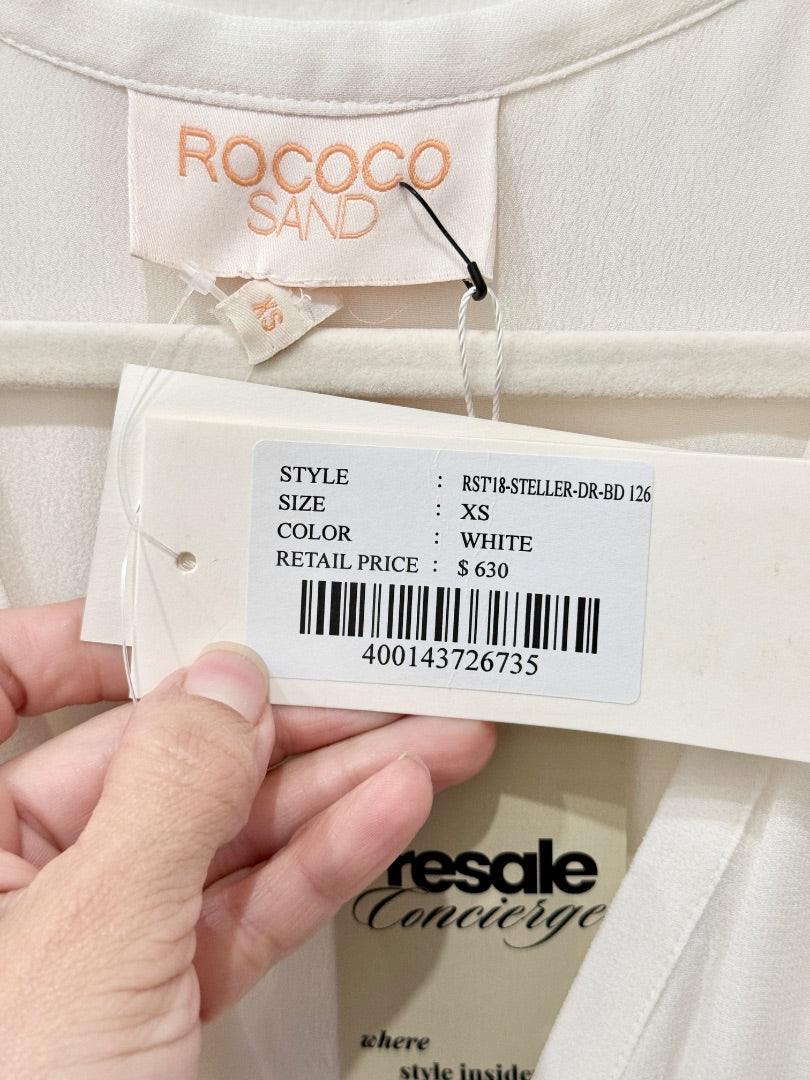 ROCOCO
SAND
XS
STYLE : RST'18-STELLER-DR-BD 126
SIZE : XS
COLOR : WHITE
RETAIL PRICE : $ 630
400143726735
resale
Concierge
where
style inside